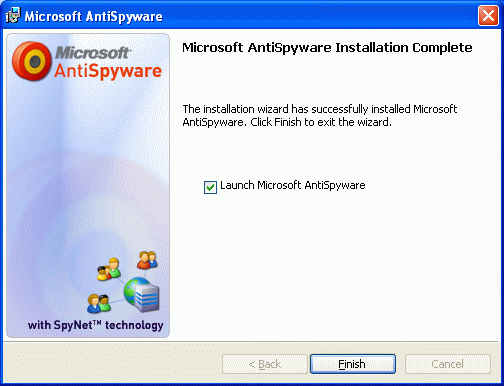 Microsoft AntiSpyware
Microsoft
AntiSpyware
Microsoft AntiSpyware Installation Complete
The installation wizard has successfully installed Microsoft
AntiSpyware. Click Finish to exit the wizard.
Launch Microsoft AntiSpyware
with SpyNet™ technology
< Back
Finish
Cancel